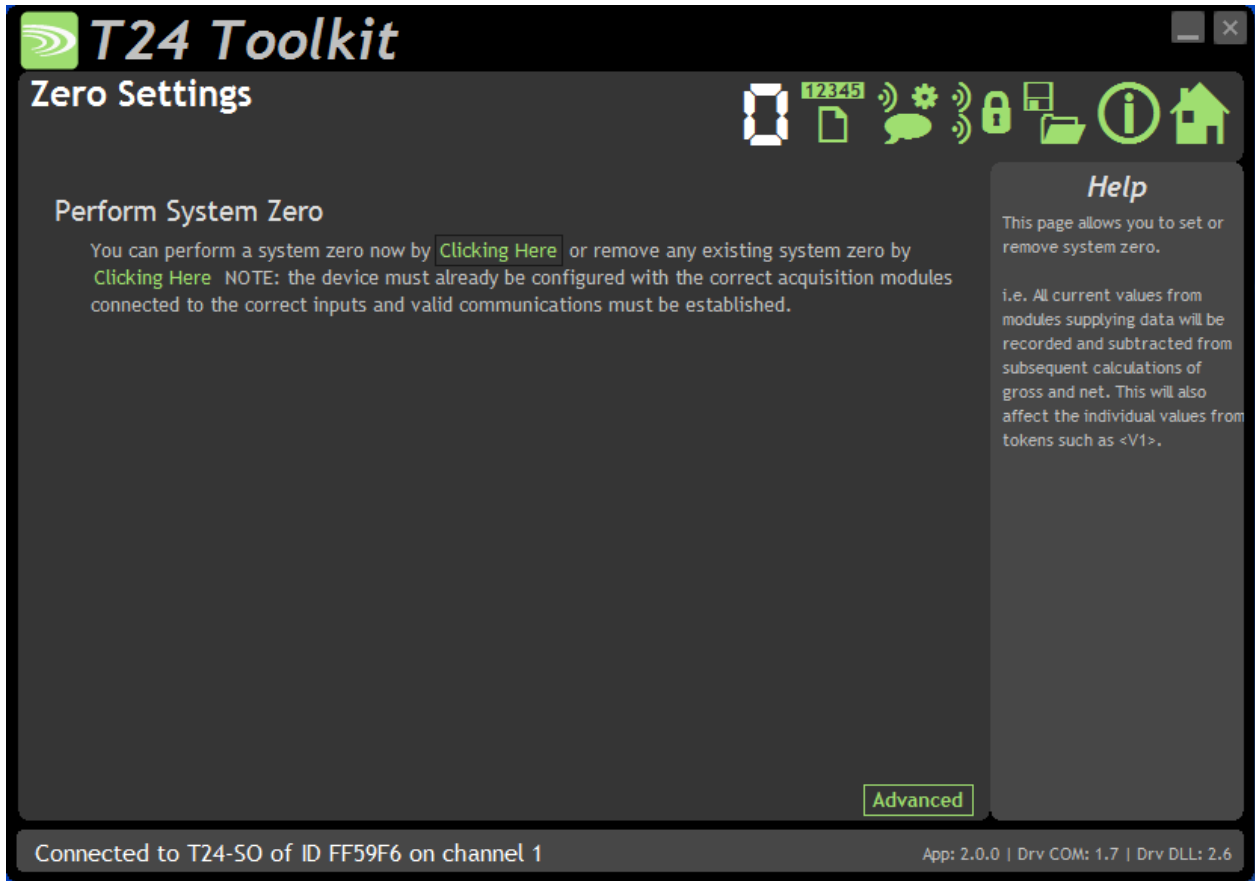 T24 Toolkit
Zero Settings
0
12345
Perform System Zero
You can perform a system zero now by Clicking Here or remove any existing system zero by
Clicking Here NOTE: the device must already be configured with the correct acquisition modules
connected to the correct inputs and valid communications must be established.
Advanced
Help
This page allows you to set or
remove system zero.
i.e. All current values from
modules supplying data will be
recorded and subtracted from
subsequent calculations of
gross and net. This will also
affect the individual values from
tokens such as <V1>.
Connected to T24-SO of ID FF59F6 on channel 1
App: 2.0.0 | Drv COM: 1.7 | Drv DLL: 2.6